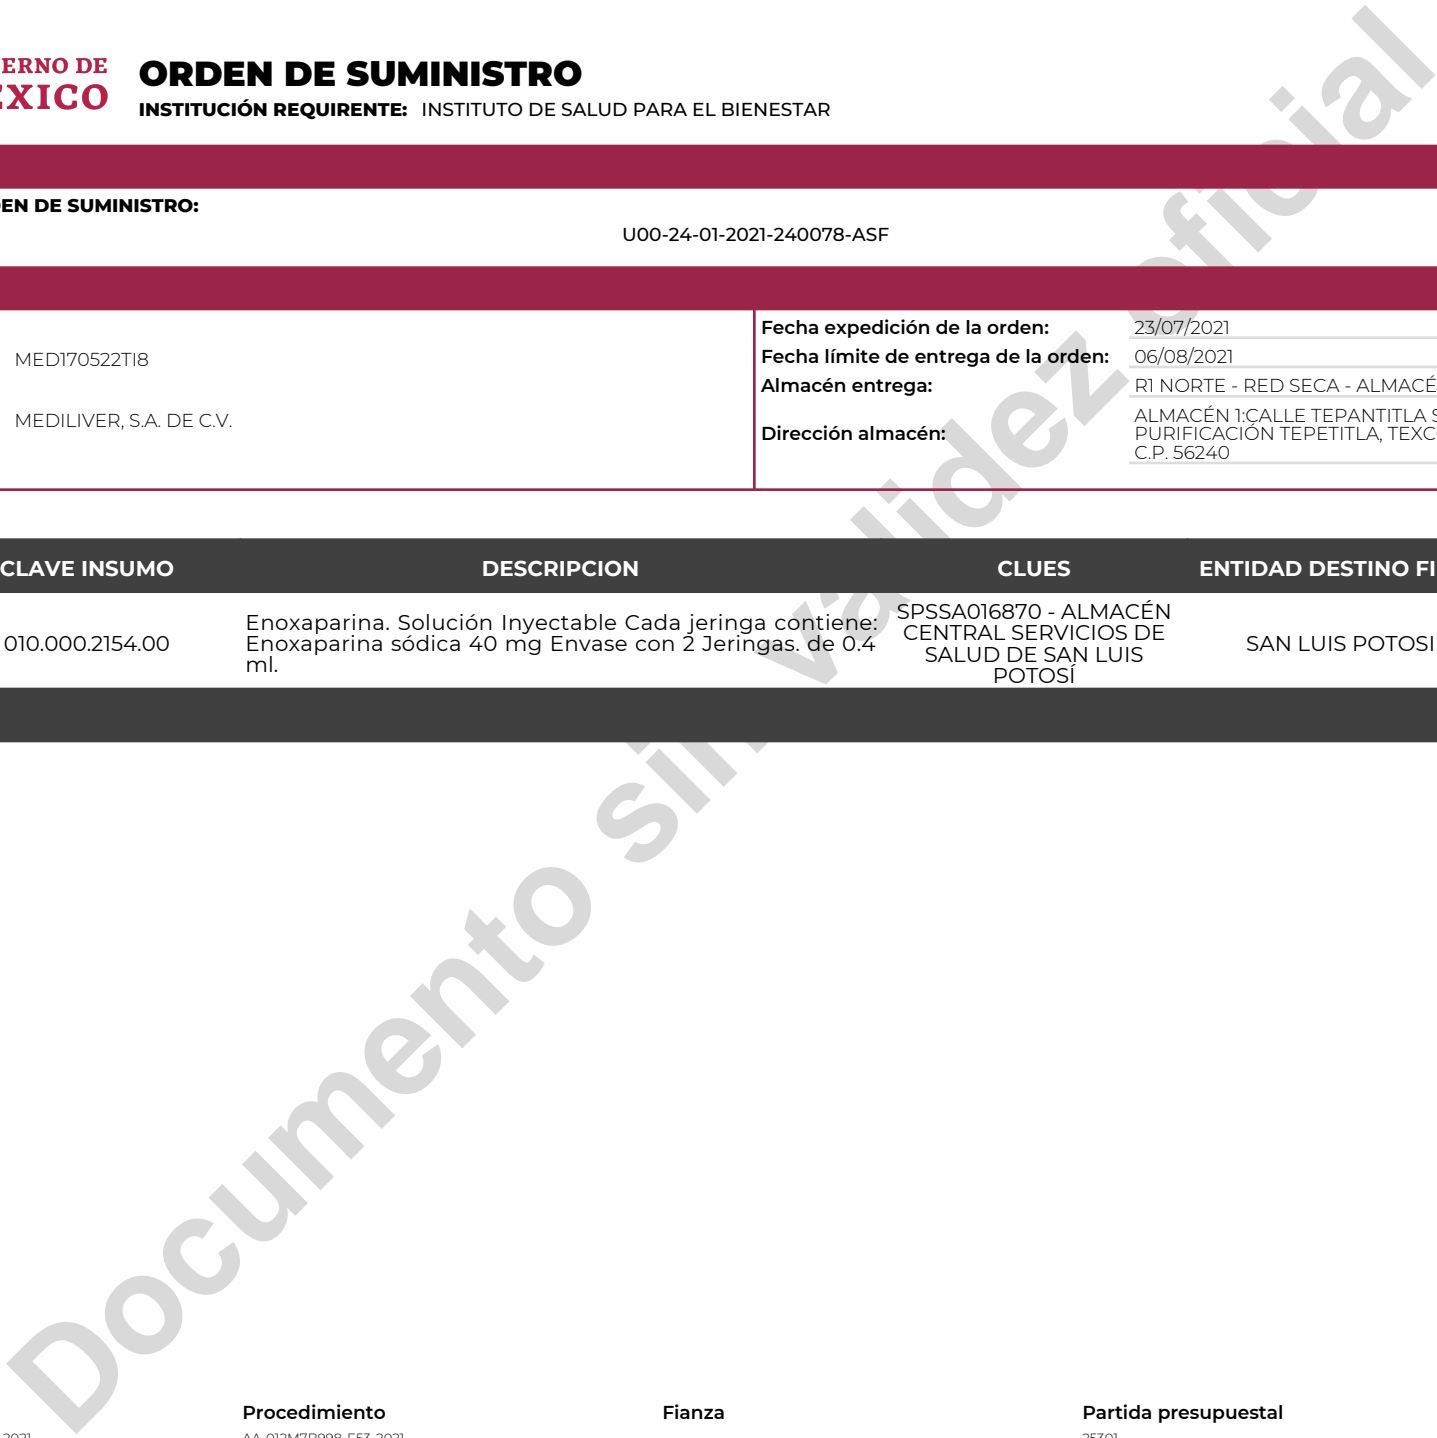 ERNO DE
EXICO
ORDEN DE SUMINISTRO
INSTITUCIÓN REQUIRENTE: INSTITUTO DE SALUD PARA EL BIENESTAR
EN DE SUMINISTRO:
U00-24-01-2021-240078-ASF
MED170522TI8
MEDILIVER, S.A. DE C.V.
Fecha expedición de la orden: 23/07/2021
Fecha límite de entrega de la orden: 06/08/2021
Almacén entrega: R1 NORTE - RED SECA - ALMACÉ
Dirección almacén: ALMACÉN 1:CALLE TEPANTITLA S
PURIFICACIÓN TEPETITLA, TEXC
C.P. 56240
CLAVE INSUMO DESCRIPCION CLUES ENTIDAD DESTINO FI
010.000.2154.00
Enoxaparina. Solución Inyectable Cada jeringa contiene:
Enoxaparina sódica 40 mg Envase con 2 Jeringas. de 0.4
ml.
SPSSA016870 - ALMACÉN
CENTRAL SERVICIOS DE
SALUD DE SAN LUIS
POTOSÍ
SAN LUIS POTOSI
Documento sin validez oficial
Procedimiento Fianza Partida presupuestal